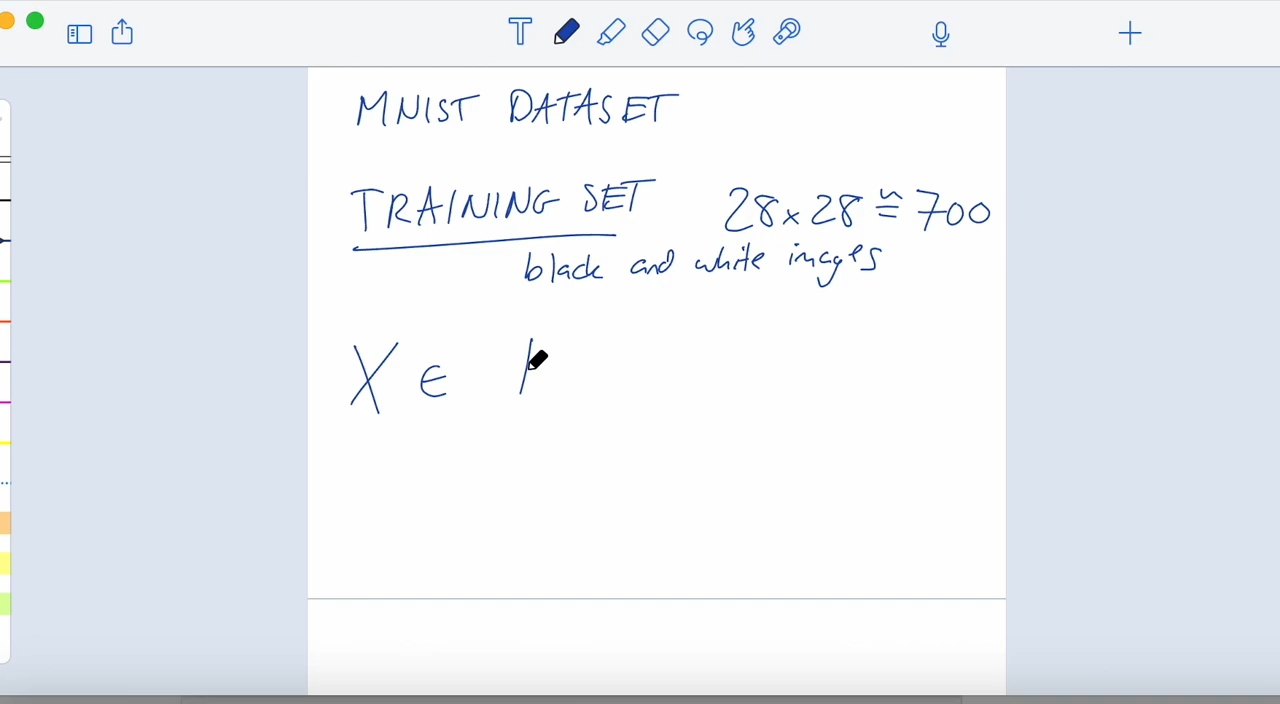 MNIST DATASET
TRAINING SET 28 x 28 ≅ 700
black and white images
X ∈